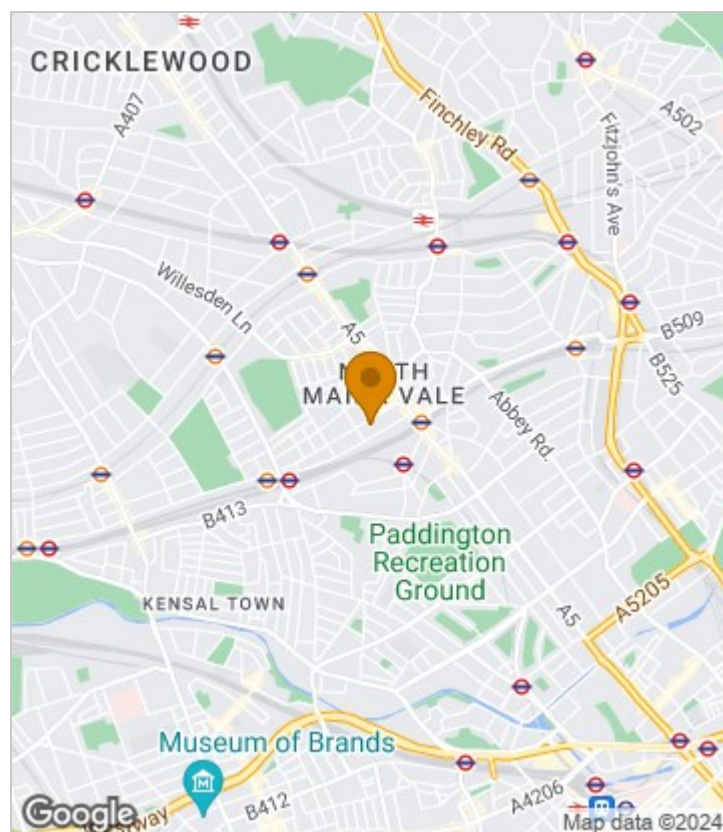 CRICKLEWOOD
A407
A502
Finchley Rd
Fitzjohn's Ave
Willesden Ln
A5
B509
B525
MA VALE
Abbey Rd.
B413
Paddington
Recreation
Ground
KENSAL TOWN
A5
A5205
Museum of Brands
B412
A4206
Google
Map data ©2024